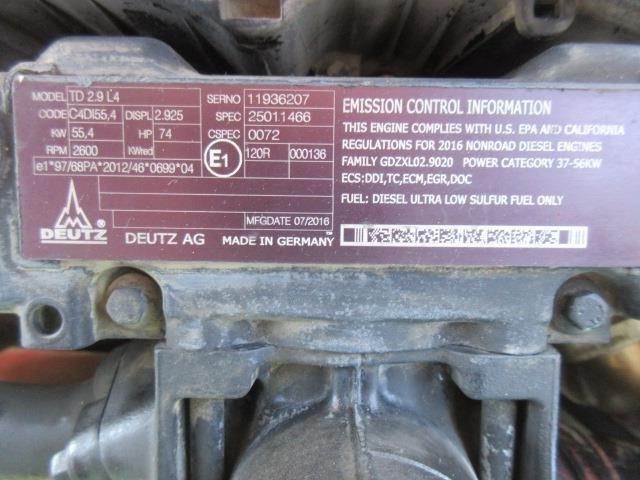 MODEL TD 2.9 L4
CODE C4DI55,4 DISPL 2.925
KW 55,4 HP 74
RPM 2600 KWred
e1*97/68PA*2012/46*0699*04
SERNO 11936207
SPEC 25011466
CSPEC 0072
E1 120R 000136
MFGDATE 07/2016
DEUTZ DEUTZ AG MADE IN GERMANY
EMISSION CONTROL INFORMATION
THIS ENGINE COMPLIES WITH U.S. EPA AND CALIFORNIA
REGULATIONS FOR 2016 NONROAD DIESEL ENGINES
FAMILY GDZXL02.9020 POWER CATEGORY 37-56KW
ECS:DDI,TC,ECM,EGR,DOC
FUEL: DIESEL ULTRA LOW SULFUR FUEL ONLY